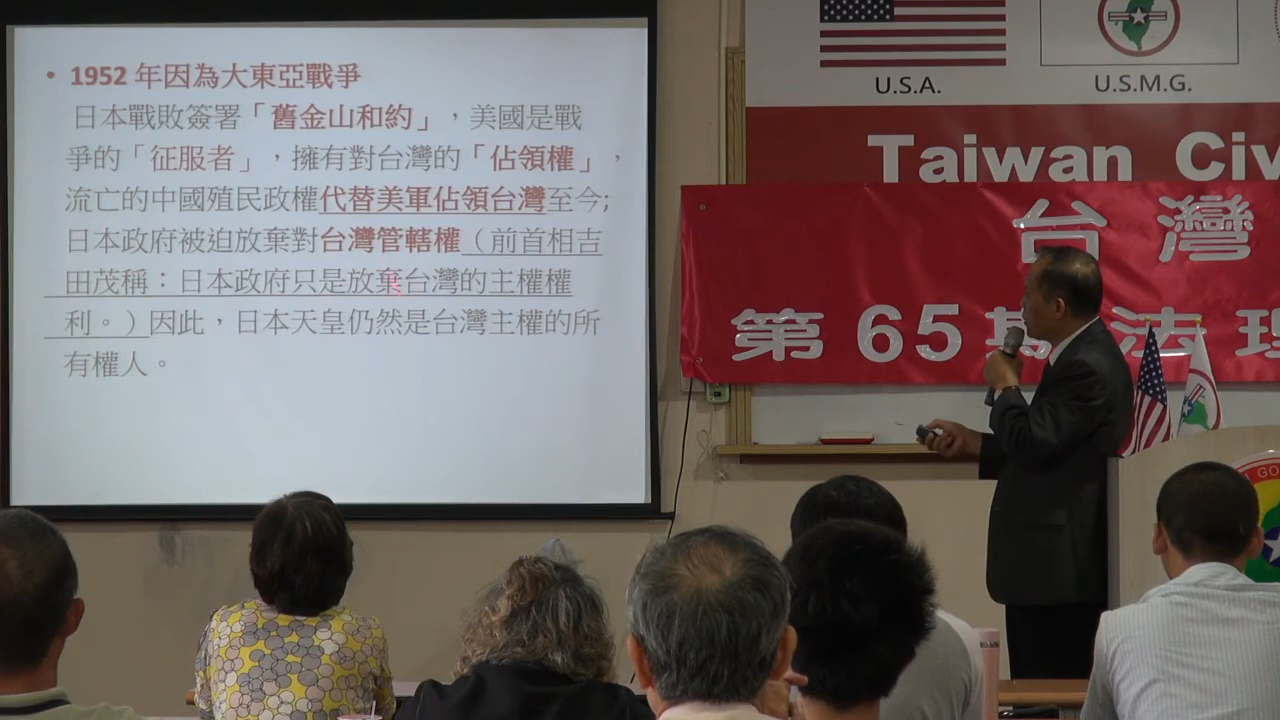 • 1952 年因為大東亞戰爭
日本戰敗簽署「舊金山和約」，美國是戰
爭的「征服者」，擁有對台灣的「佔領權」，
流亡的中國殖民政權代替美軍佔領台灣至今;
日本政府被迫放棄對台灣管轄權（前首相吉
田茂稱：日本政府只是放棄台灣的主權權
利。）因此，日本天皇仍然是台灣主權的所
有權人。
U.S.A.
U.S.M.G.
Taiwan Civ
台灣
第65基法理
GO